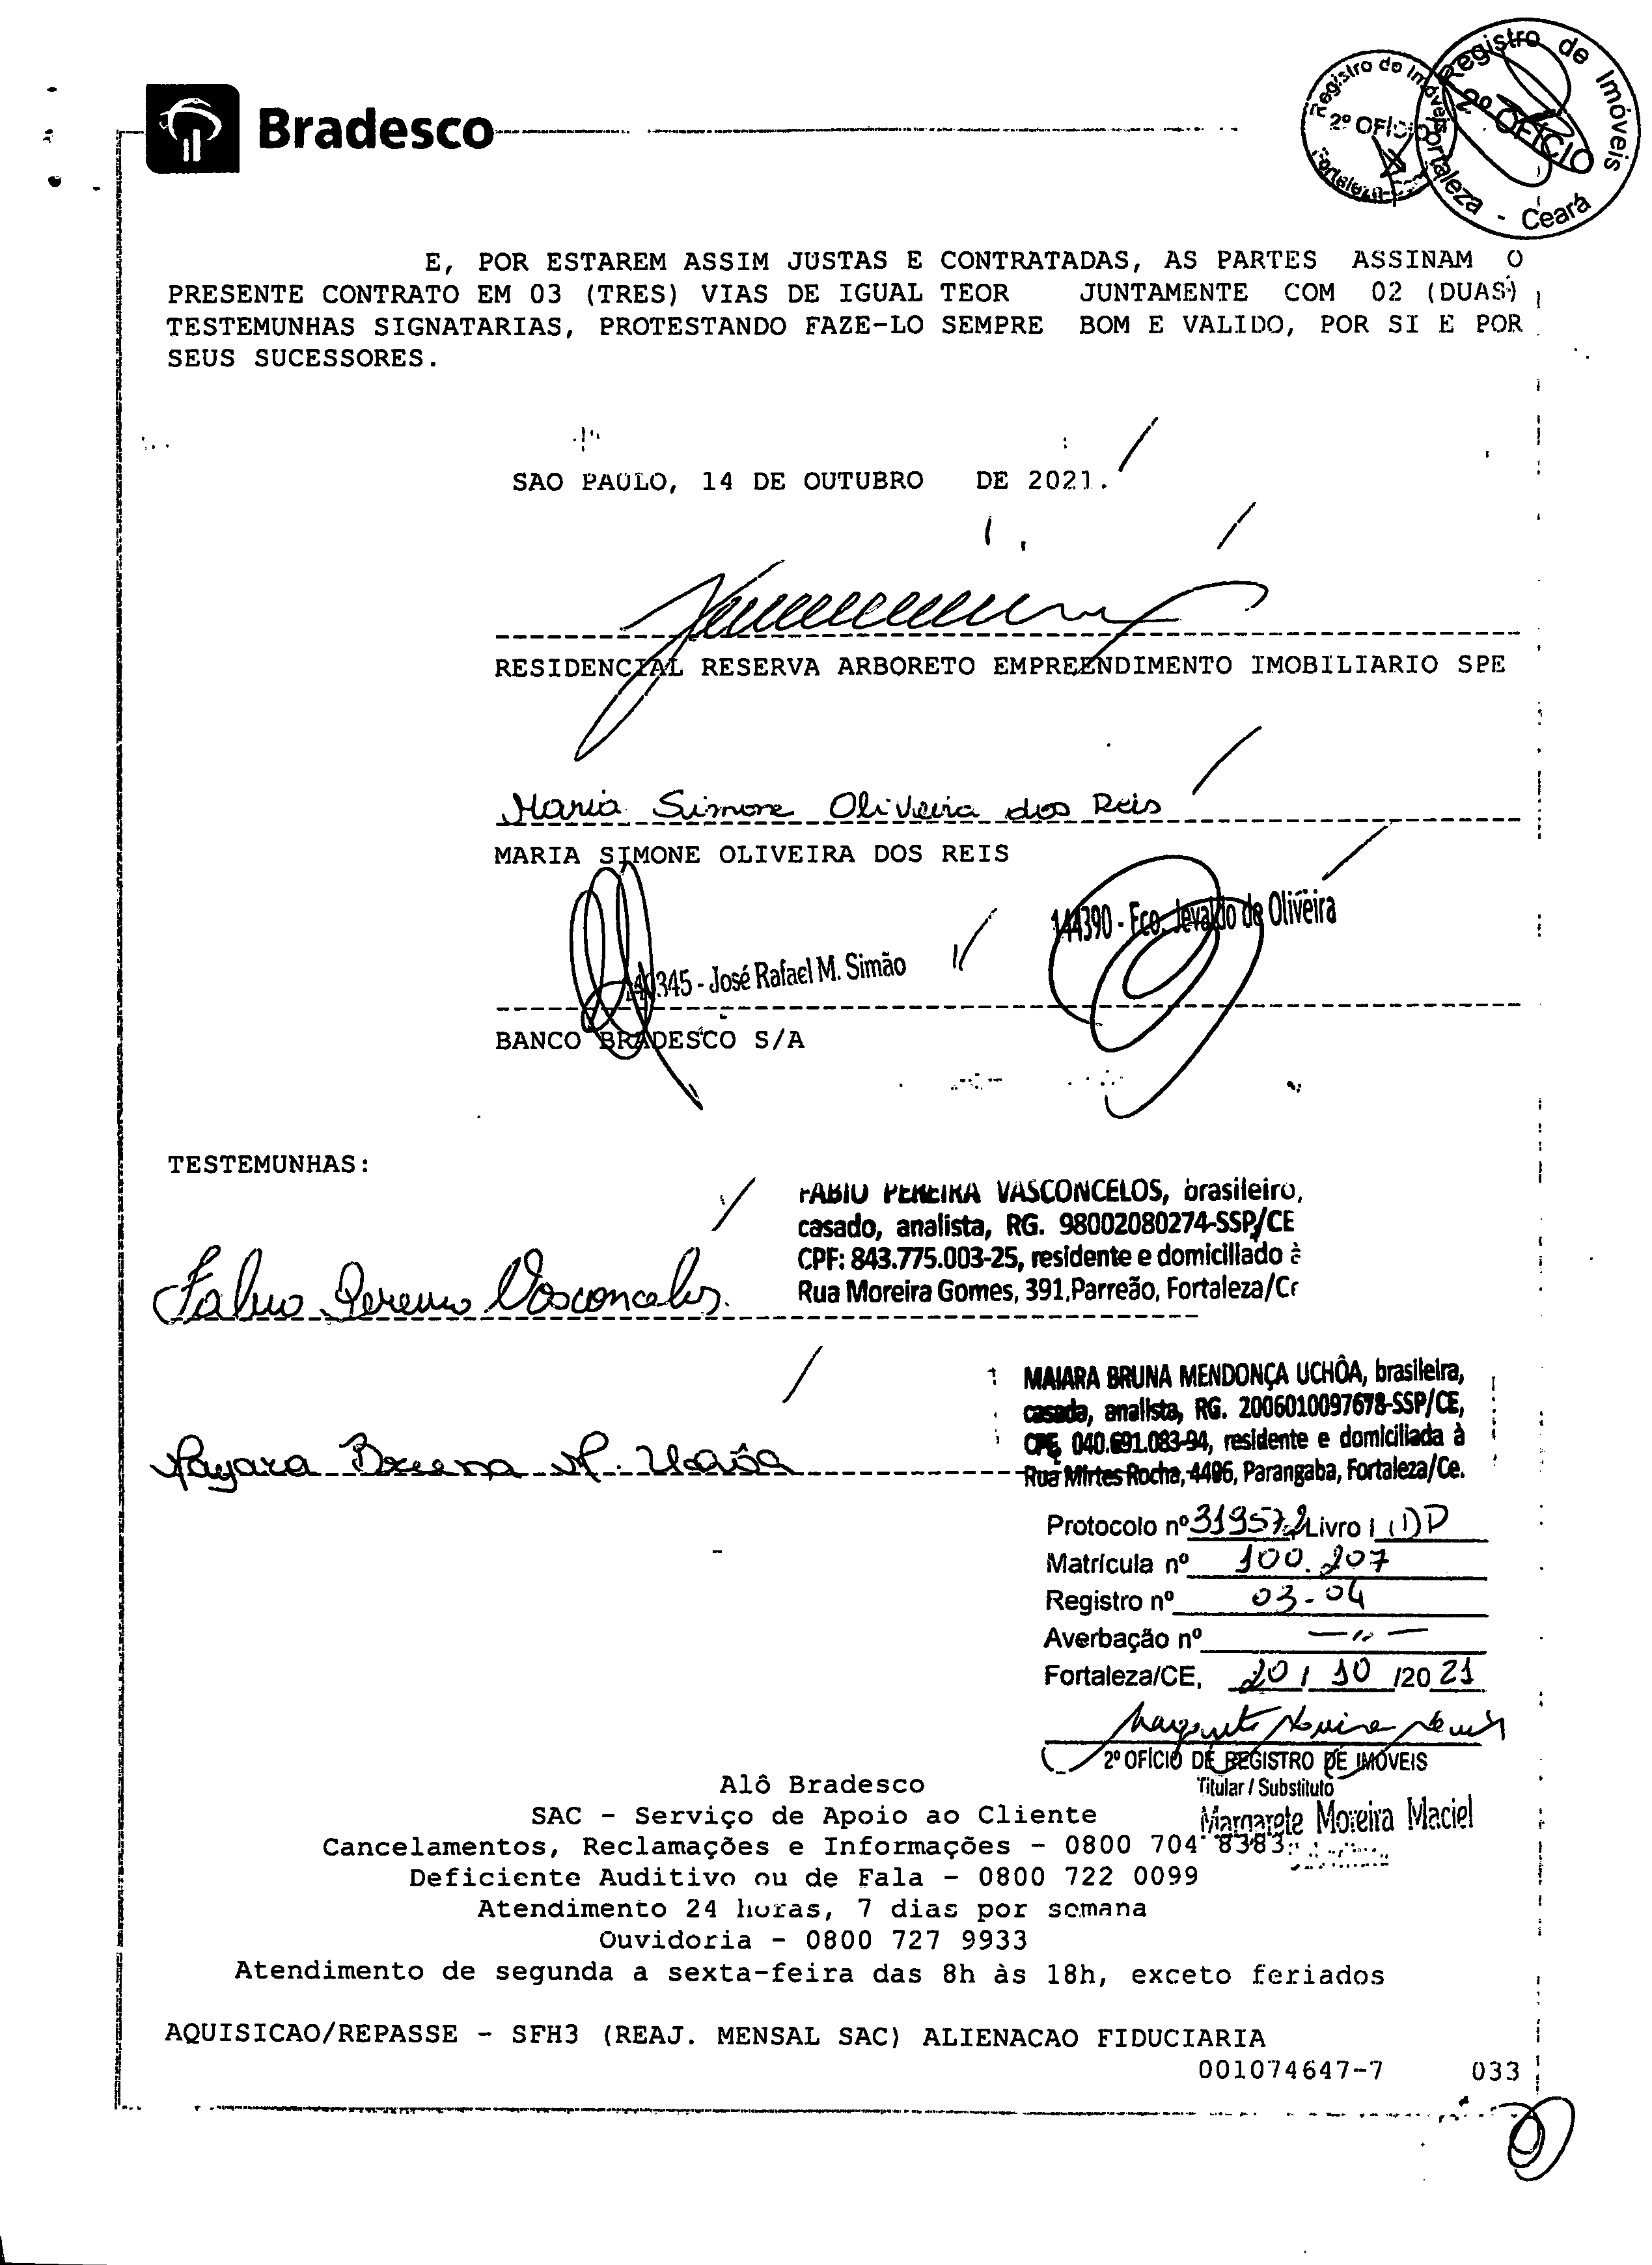 Bradesco
Registro de Imóveis
2º OFÍCIO
Fortaleza
Registro de Imóveis
2º OFÍCIO
Fortaleza - Ceará
E, POR ESTAREM ASSIM JUSTAS E CONTRATADAS, AS PARTES ASSINAM O
PRESENTE CONTRATO EM 03 (TRES) VIAS DE IGUAL TEOR JUNTAMENTE COM 02 (DUAS)
TESTEMUNHAS SIGNATARIAS, PROTESTANDO FAZE-LO SEMPRE BOM E VALIDO, POR SI E POR
SEUS SUCESSORES.
SAO PAULO, 14 DE OUTUBRO DE 2021.
RESIDENCIAL RESERVA ARBORETO EMPREENDIMENTO IMOBILIARIO SPE
Maria Simone Oliveira dos Reis
MARIA SIMONE OLIVEIRA DOS REIS
144390 - Fco. Jevaldo de Oliveira
140345 - José Rafael M. Simão
BANCO BRADESCO S/A
TESTEMUNHAS:
FABIO PEREIRA VASCONCELOS, brasileiro,
casado, analista, RG. 98002080274-SSP/CE
CPF: 843.775.003-25, residente e domiciliado à
Rua Moreira Gomes, 391,Parreão, Fortaleza/Ce
Fabio Pereira Vasconcelos.
MAIARA BRUNA MENDONÇA UCHÔA, brasileira,
casada, analista, RG. 2006010097678-SSP/CE,
CPF, 040.691.083-94, residente e domiciliada à
Rua Mirtes Rocha, 4406, Parangaba, Fortaleza/Ce.
Mayara Bruna M. Uchôa
Protocolo nº 319572 Livro 1
Matrícula nº 100.207
Registro nº 03-04
Averbação nº —"—
Fortaleza/CE, 20 / 10 /20 21
2º OFÍCIO DE REGISTRO DE IMÓVEIS
Titular / Substituto
Margarete Moreira Maciel
Alô Bradesco
SAC - Serviço de Apoio ao Cliente
Cancelamentos, Reclamações e Informações - 0800 704 8383
Deficiente Auditivo ou de Fala - 0800 722 0099
Atendimento 24 horas, 7 dias por semana
Ouvidoria - 0800 727 9933
Atendimento de segunda a sexta-feira das 8h às 18h, exceto feriados
AQUISICAO/REPASSE - SFH3 (REAJ. MENSAL SAC) ALIENACAO FIDUCIARIA
001074647-7 033